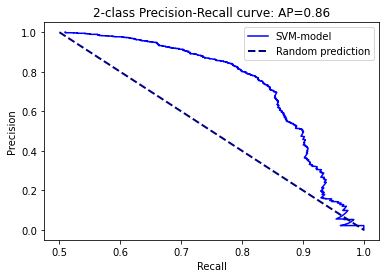 2-class Precision-Recall curve: AP=0.86
SVM-model
Random prediction
Precision
1.0
0.8
0.6
0.4
0.2
0.0
0.5
0.6
0.7
0.8
0.9
1.0
Recall